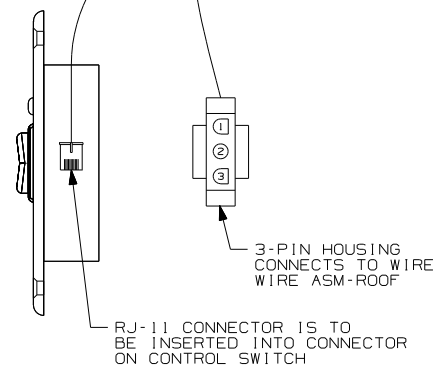 1
2
3
3-PIN HOUSING
CONNECTS TO WIRE
WIRE ASM-ROOF
RJ-11 CONNECTOR IS TO
BE INSERTED INTO CONNECTOR
ON CONTROL SWITCH